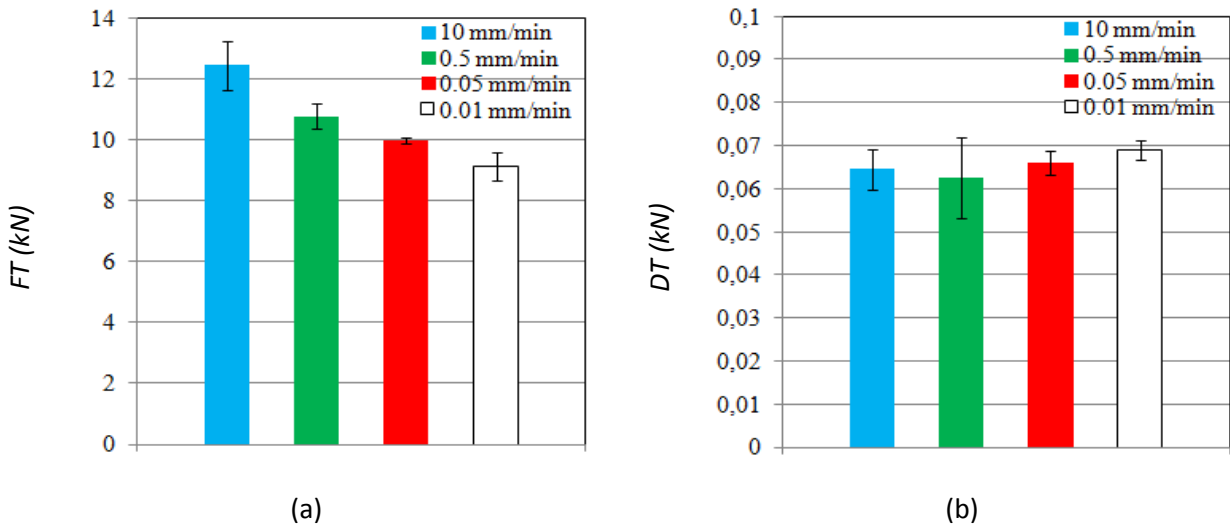 14
12
10
8
6
4
2
0
FT (kN)
10 mm/min
0.5 mm/min
0.05 mm/min
0.01 mm/min
(a)
0,1
0,09
0,08
0,07
0,06
0,05
0,04
0,03
0,02
0,01
0
DT (kN)
10 mm/min
0.5 mm/min
0.05 mm/min
0.01 mm/min
(b)